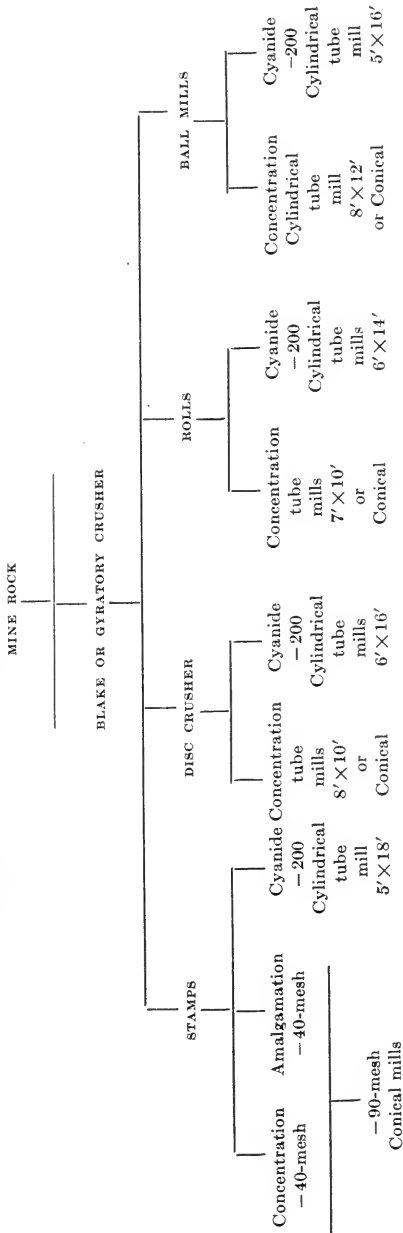 MINE ROCK
BLAKE OR GYRATORY CRUSHER
STAMPS
Concentration
−40-mesh
Amalgamation
−40-mesh
−90-mesh
Conical mills
Cyanide
−200
Cylindrical
tube
mill
5′×18′
DISC CRUSHER
Concentration
tube
mills
8′×10′
or
Conical
Cyanide
−200
Cylindrical
tube
mills
6′×16′
ROLLS
Concentration
tube
mills
7′×10′
or
Conical
Cyanide
−200
Cylindrical
tube
mills
6′×14′
BALL MILLS
Concentration
Cylindrical
tube
mill
8′×12′
or Conical
Cyanide
−200
Cylindrical
tube
mill
5′×16′